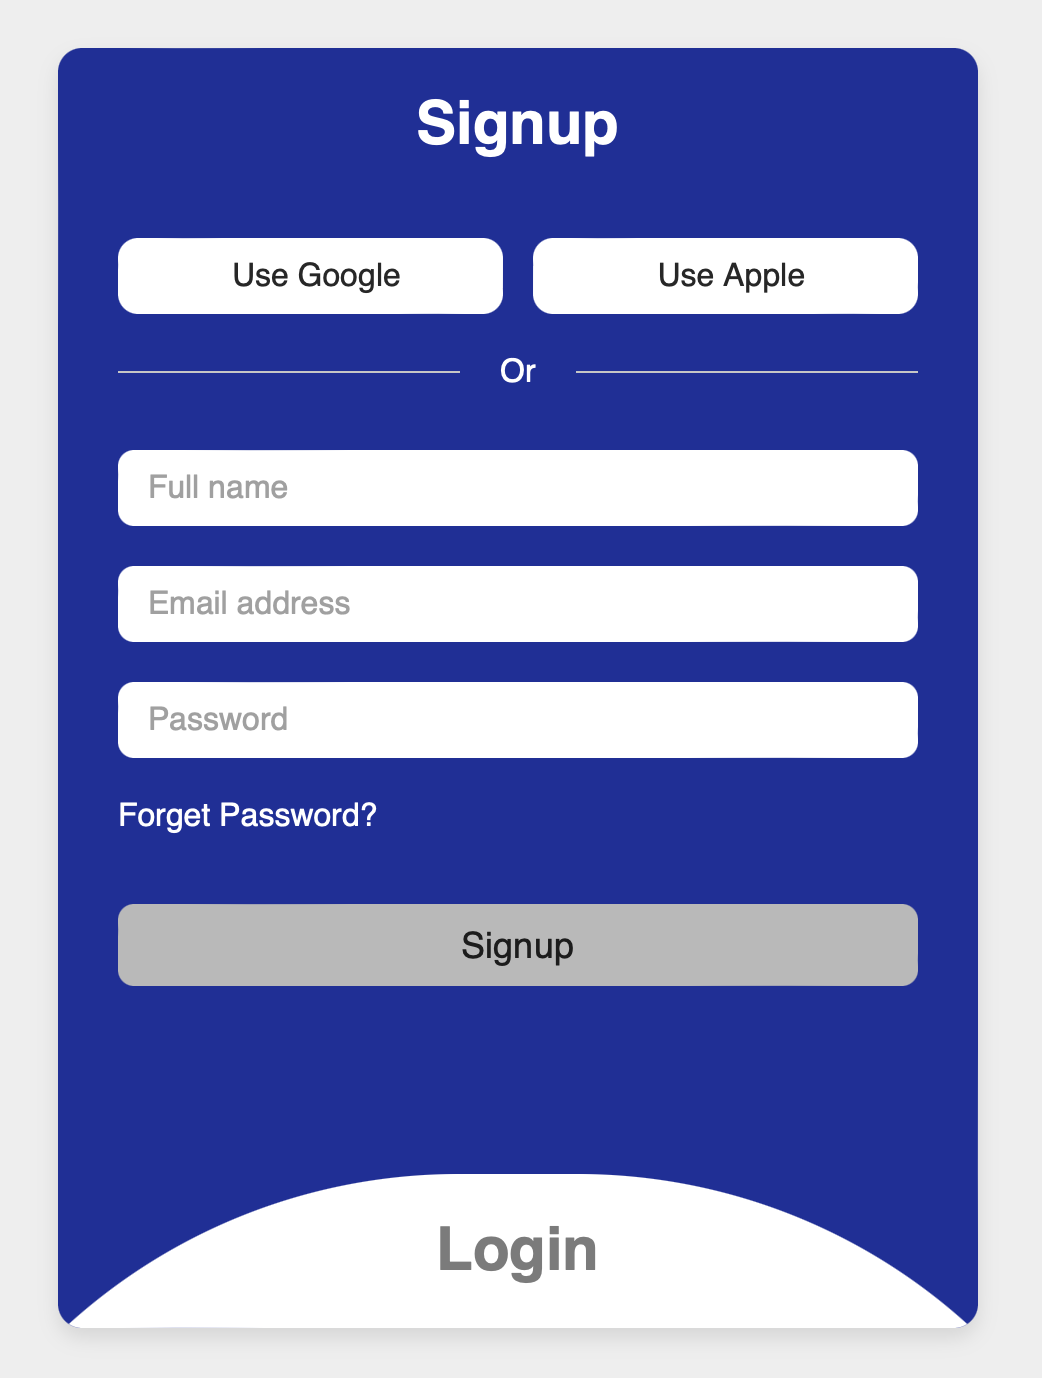 Signup
Use Google Use Apple
Or
Full name
Email address
Password
Forget Password?
Signup
Login